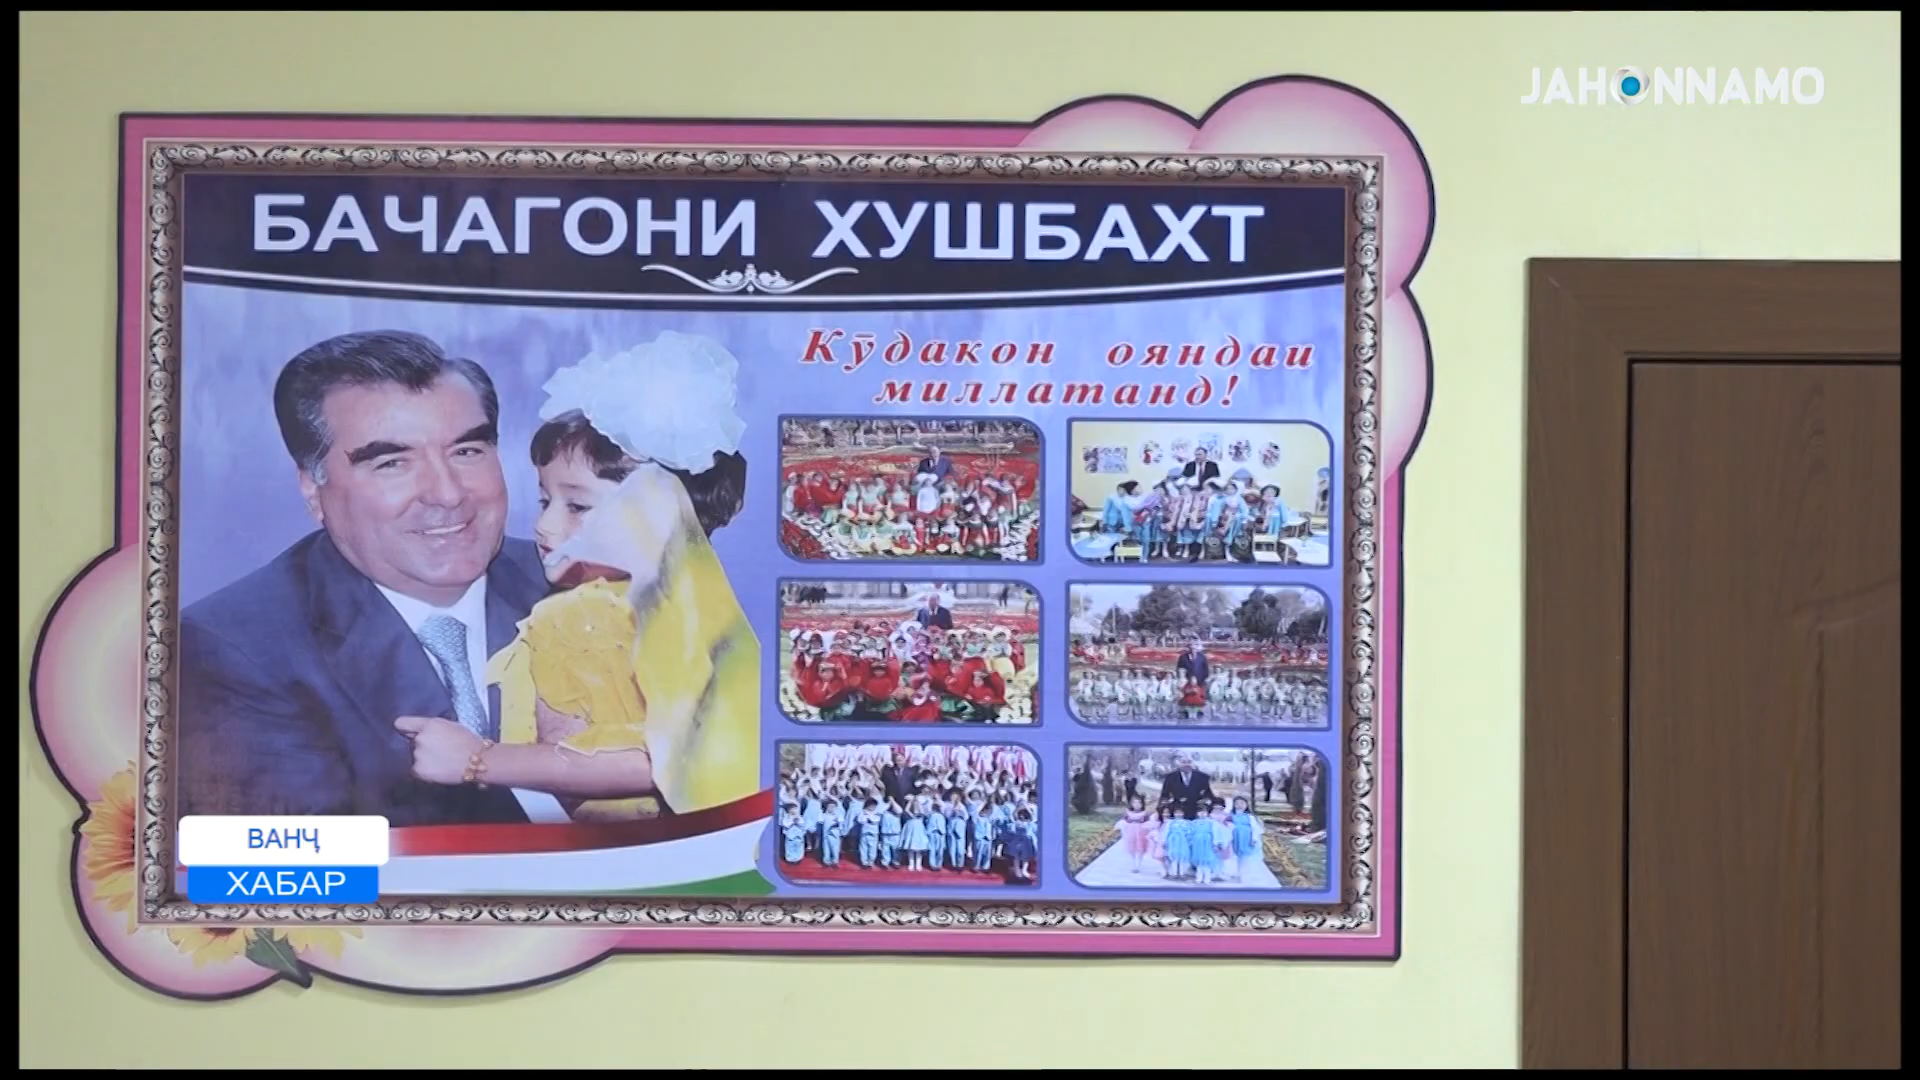 JAHONNAMO
БАЧАГОНИ ХУШБАХТ
Кӯдакон ояндаи
миллатанд!
ВАНҶ
ХАБАР